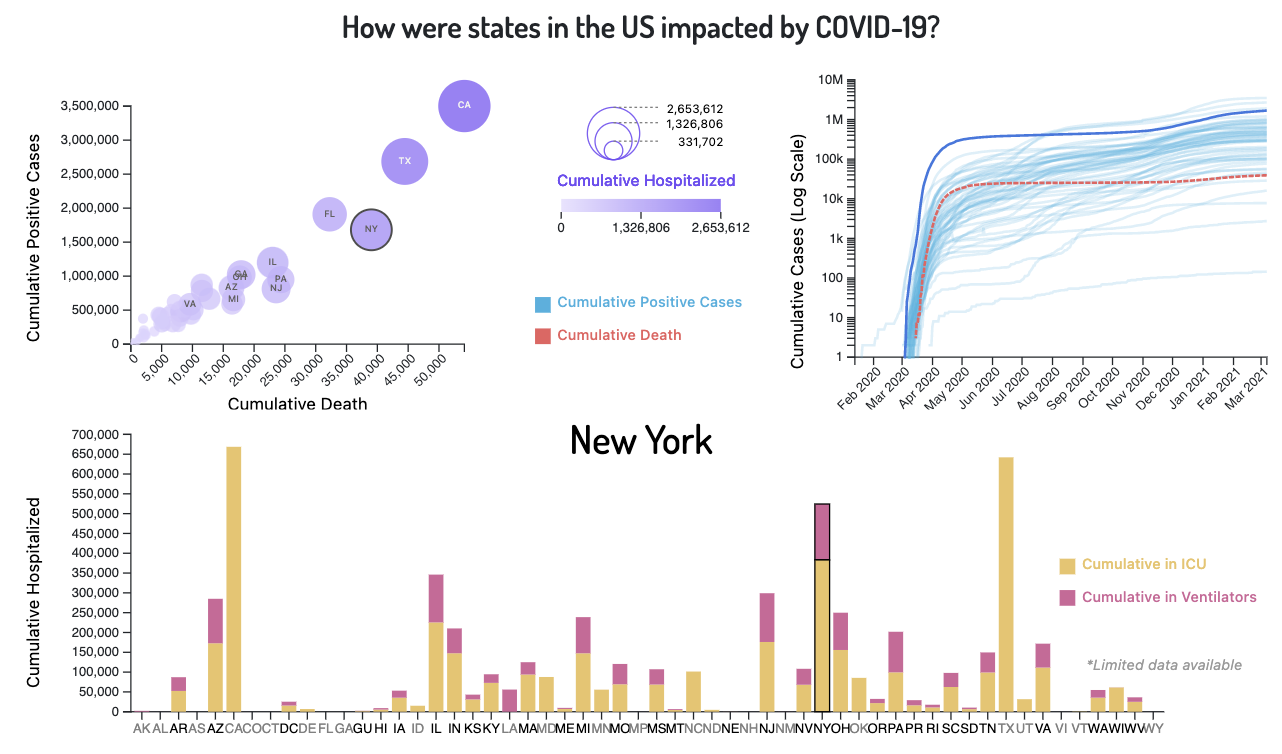 How were states in the US impacted by COVID-19?
Cumulative Positive Cases
3,500,000
3,000,000
2,500,000
2,000,000
1,500,000
1,000,000
500,000
0
CA
TX
FL
NY
IL
GA
OH
PA
AZ
NJ
MI
VA
0
5,000
10,000
15,000
20,000
25,000
30,000
35,000
40,000
45,000
50,000
Cumulative Death
2,653,612
1,326,806
331,702
Cumulative Hospitalized
0 1,326,806 2,653,612
Cumulative Positive Cases
Cumulative Death
Cumulative Cases (Log Scale)
10M
1M
100k
10k
1k
100
10
1
Feb 2020
Mar 2020
Apr 2020
May 2020
Jun 2020
Jul 2020
Aug 2020
Sep 2020
Oct 2020
Nov 2020
Dec 2020
Jan 2021
Feb 2021
Mar 2021
New York
Cumulative Hospitalized
700,000
650,000
600,000
550,000
500,000
450,000
400,000
350,000
300,000
250,000
200,000
150,000
100,000
50,000
0
Cumulative in ICU
Cumulative in Ventilators
*Limited data available
AK AL AR AS AZ CA CO CT DC DE FL GA GU HI IA ID IL IN KS KY LA MA MD ME MI MN MO MP MS MT NC ND NE NH NJ NM NV NY OH OK OR PA PR RI SC SD TN TX UT VA VI VT WA WI WV WY